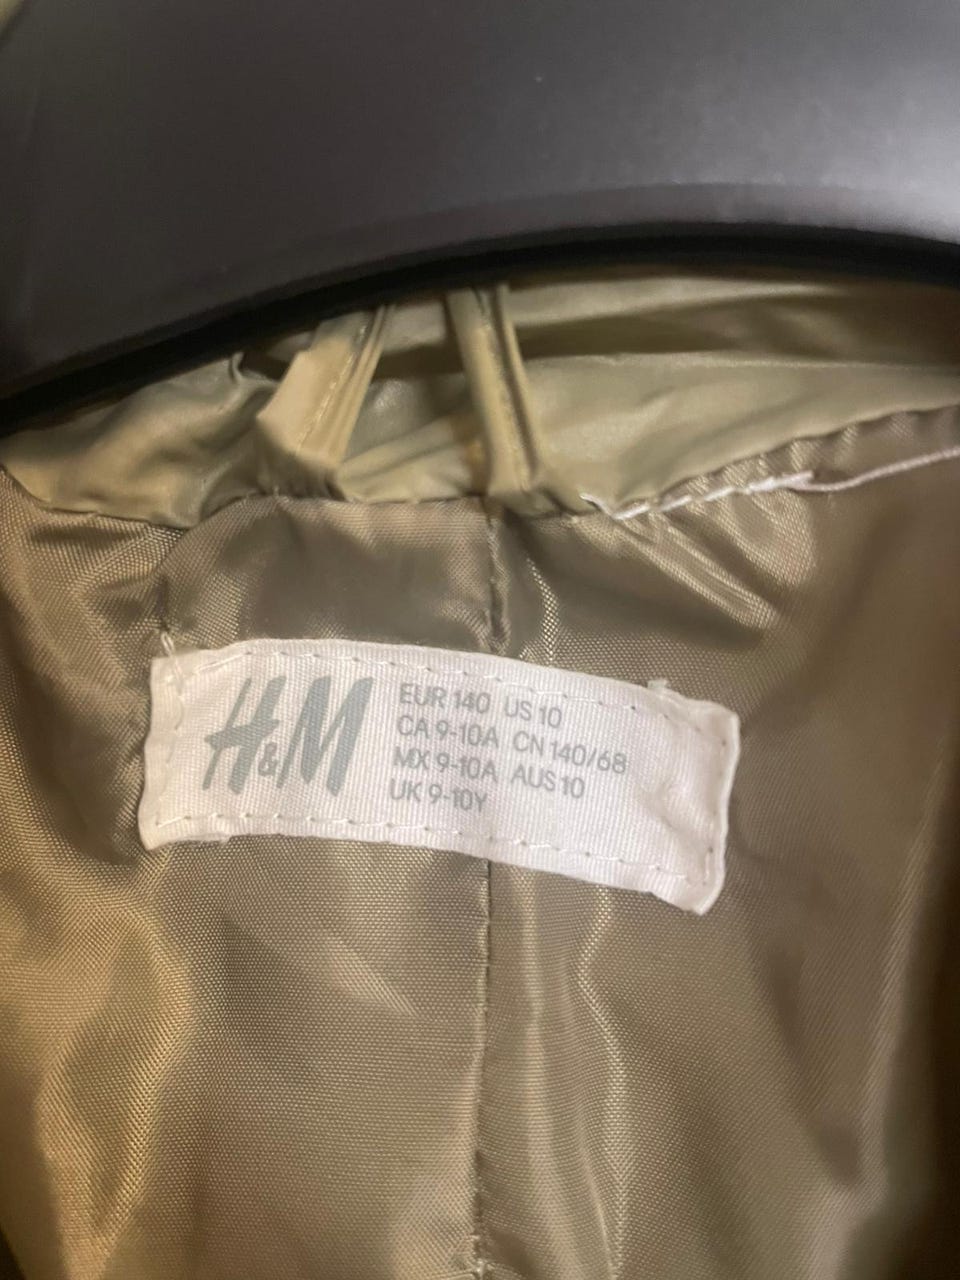 H&M
EUR 140 US 10
CA 9-10A CN 140/68
MX 9-10A AUS 10
UK 9-10Y